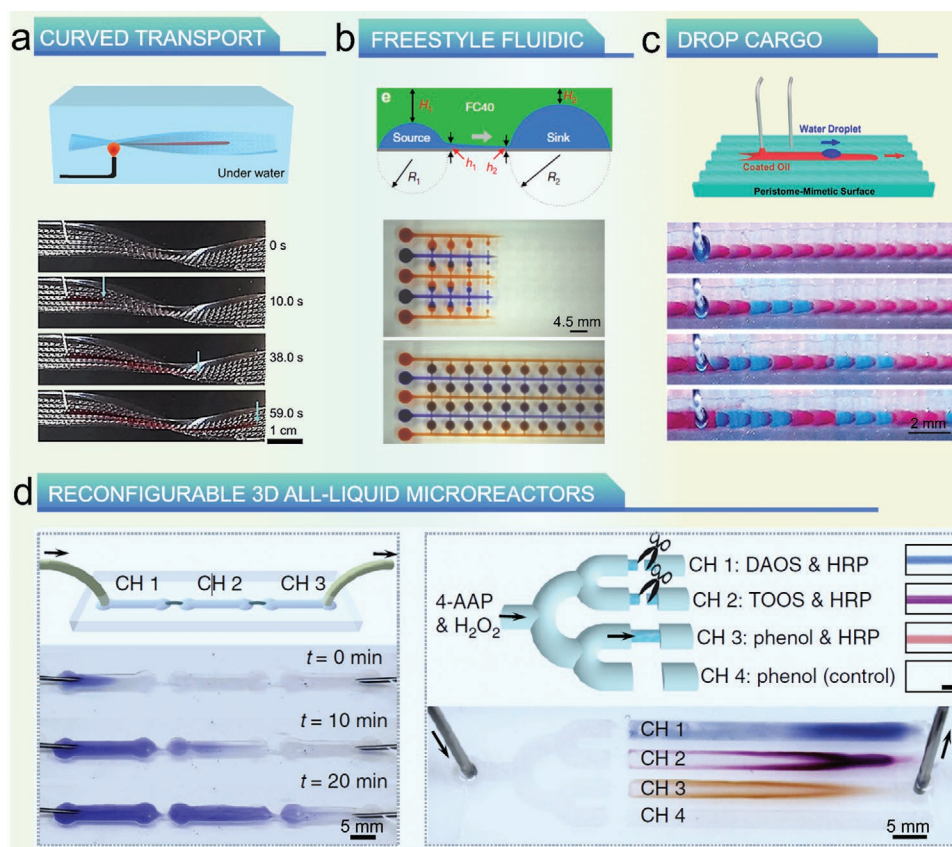 a CURVED TRANSPORT
Under water
0 s
10.0 s
38.0 s
59.0 s
1 cm
b FREESTYLE FLUIDIC
e
H₁
FC40
H₂
Source
Sink
h₁
h₂
R₁
R₂
4.5 mm
c DROP CARGO
Water Droplet
Coated Oil
Peristome-Mimetic Surface
2 mm
d RECONFIGURABLE 3D ALL-LIQUID MICROREACTORS
CH 1 CH 2 CH 3
t = 0 min
t = 10 min
t = 20 min
5 mm
4-AAP
& H₂O₂
CH 1: DAOS & HRP
CH 2: TOOS & HRP
CH 3: phenol & HRP
CH 4: phenol (control)
CH 1
CH 2
CH 3
CH 4
5 mm